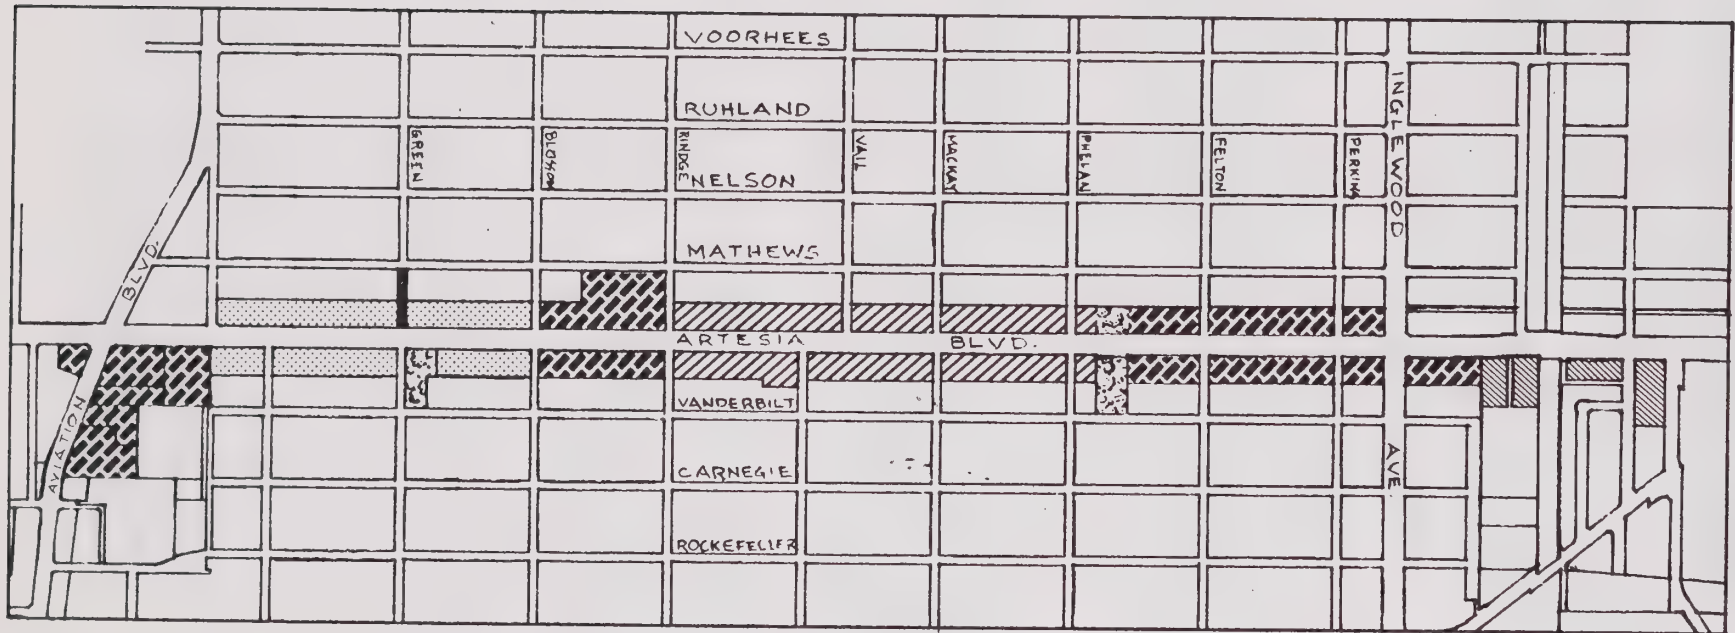 VOORHEES
RUHLAND
INGLEWOOD
GREEN
BLOSSOM
RINDGE
VAIL
MACKAY
PHELAN
FELTON
PERKINS
NELSON
MATHEWS
BLVD.
ARTESIA BLVD.
VANDERBILT
AVIATION
CARNEGIE
AVE.
ROCKEFELLER